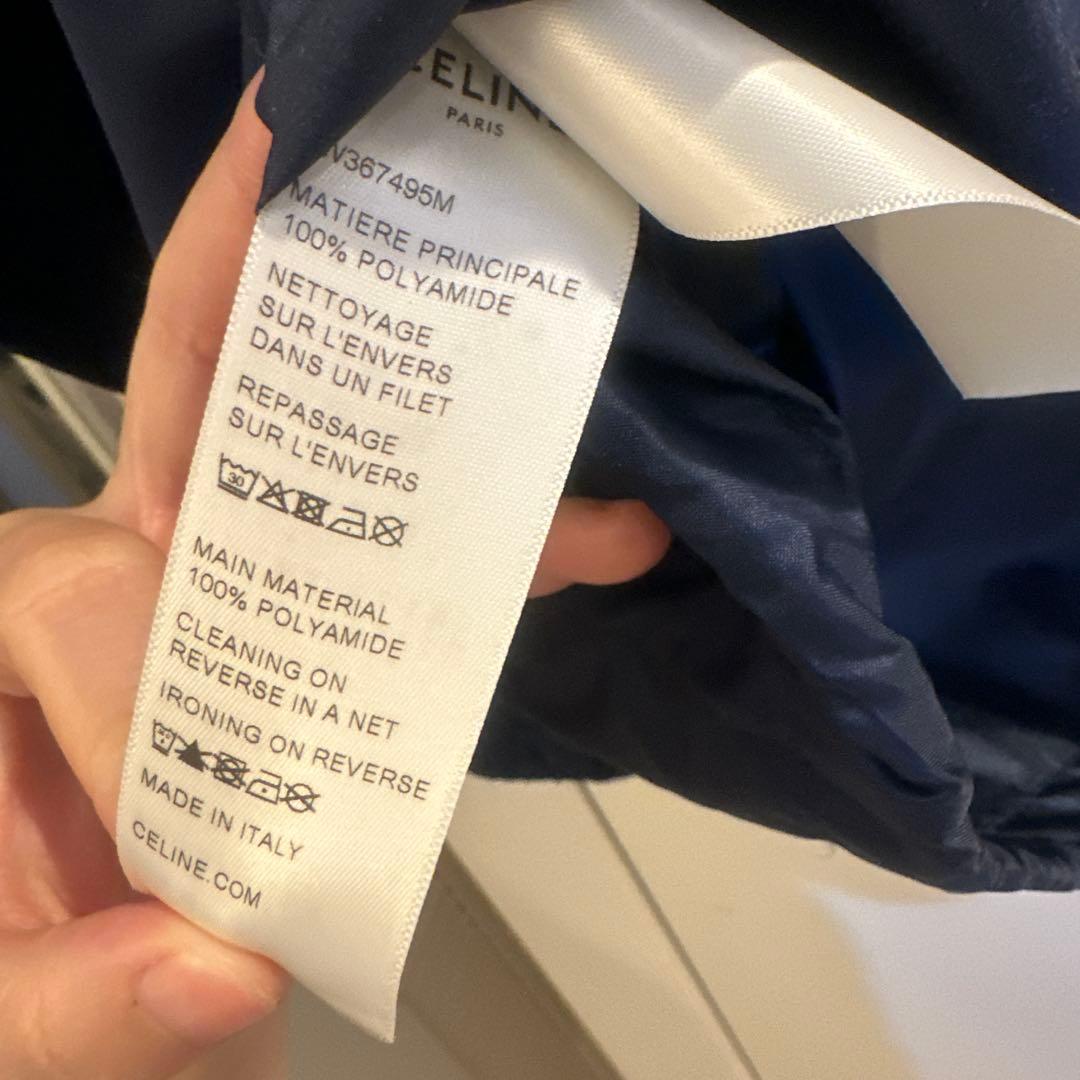 CELINE
PARIS
V367495M
MATIERE PRINCIPALE
100% POLYAMIDE
NETTOYAGE
SUR L'ENVERS
DANS UN FILET
REPASSAGE
SUR L'ENVERS
30
MAIN MATERIAL
100% POLYAMIDE
CLEANING ON
REVERSE IN A NET
IRONING ON REVERSE
30
MADE IN ITALY
CELINE.COM